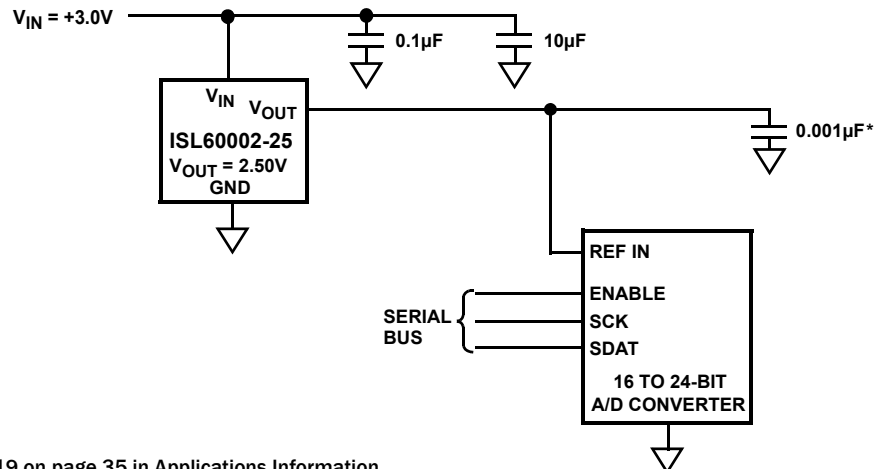 VIN = +3.0V
0.1µF
10µF
VIN
VOUT
ISL60002-25
VOUT = 2.50V
GND
0.001µF*
REF IN
ENABLE
SERIAL BUS
SCK
SDAT
16 TO 24-BIT
A/D CONVERTER
19 on page 35 in Applications Information